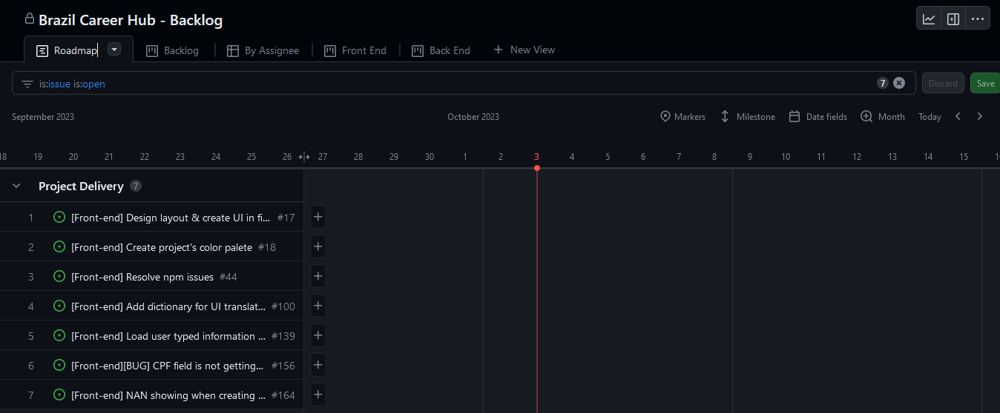 Brazil Career Hub - Backlog
Roadmap
Backlog
By Assignee
Front End
Back End
New View
is:issue is:open
7
Discard
Save
September 2023
October 2023
Markers
Milestone
Date fields
Month
Today
18 19 20 21 22 23 24 25 26 27 28 29 30 1 2 3 4 5 6 7 8 9 10 11 12 13 14 15
Project Delivery 7
1 [Front-end] Design layout & create UI in fi... #17
2 [Front-end] Create project's color palete #18
3 [Front-end] Resolve npm issues #44
4 [Front-end] Add dictionary for UI translat... #100
5 [Front-end] Load user typed information ... #139
6 [Front-end][BUG] CPF field is not getting... #156
7 [Front-end] NAN showing when creating ... #164